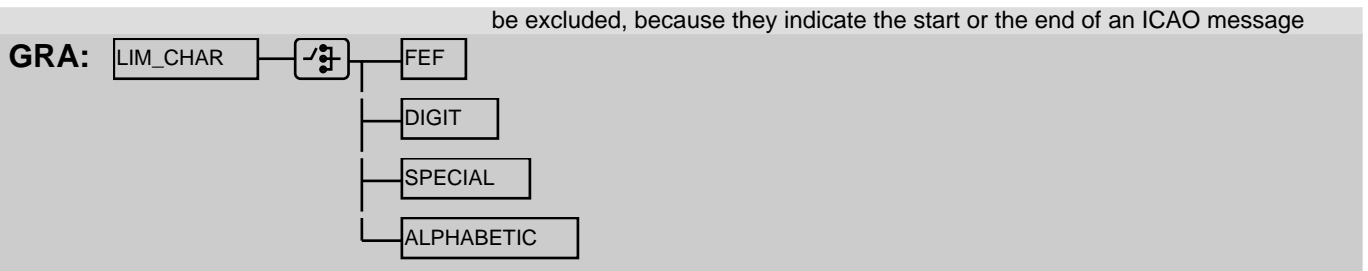 be excluded, because they indicate the start or the end of an ICAO message
GRA: LIM_CHAR FEF
DIGIT
SPECIAL
ALPHABETIC